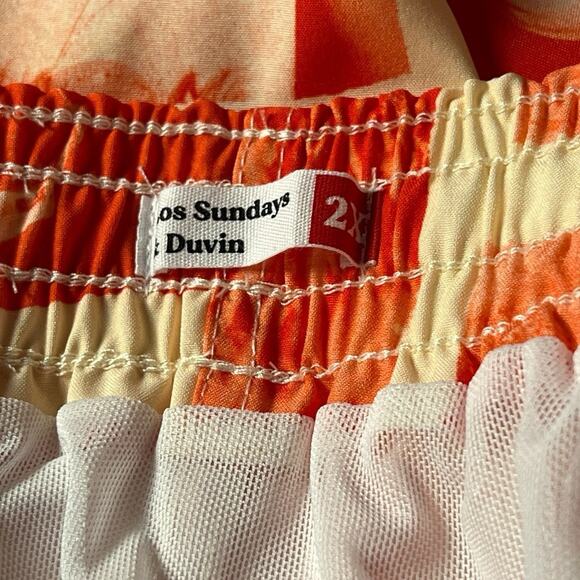 os Sundays
& Duvin
2X